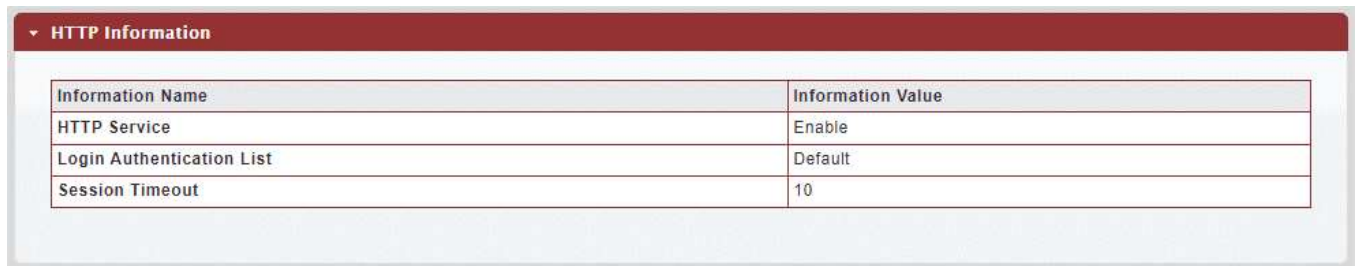 HTTP Information
Information Name Information Value
HTTP Service Enable
Login Authentication List Default
Session Timeout 10